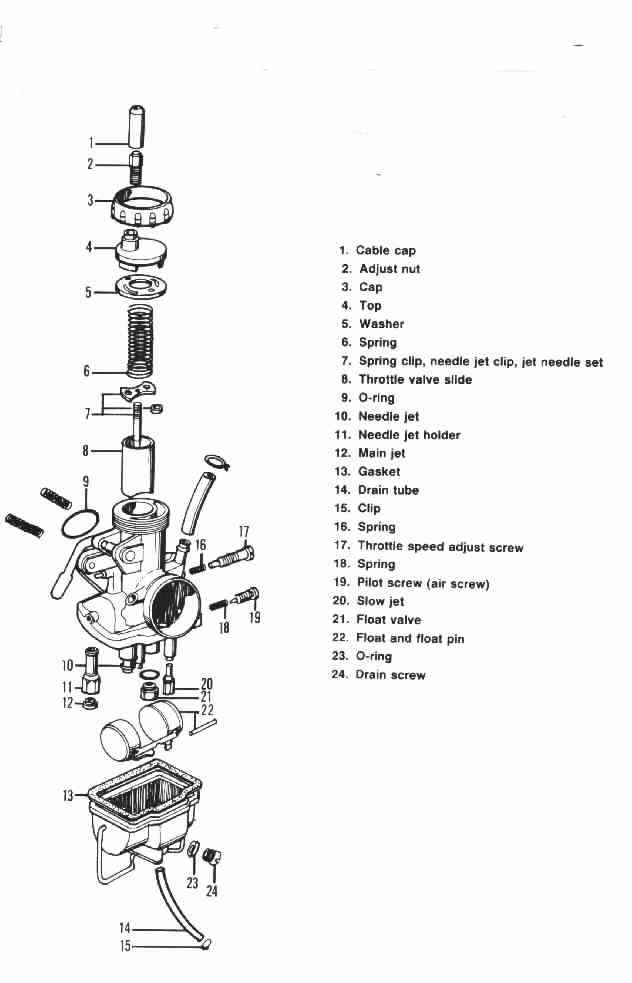 1
2
3
4
5
6
7
8
9
16
17
18
19
10
11
12
20
21
22
13
23
24
14
15
1. Cable cap
2. Adjust nut
3. Cap
4. Top
5. Washer
6. Spring
7. Spring clip, needle jet clip, jet needle set
8. Throttle valve slide
9. O-ring
10. Needle jet
11. Needle jet holder
12. Main jet
13. Gasket
14. Drain tube
15. Clip
16. Spring
17. Throttle speed adjust screw
18. Spring
19. Pilot screw (air screw)
20. Slow jet
21. Float valve
22. Float and float pin
23. O-ring
24. Drain screw